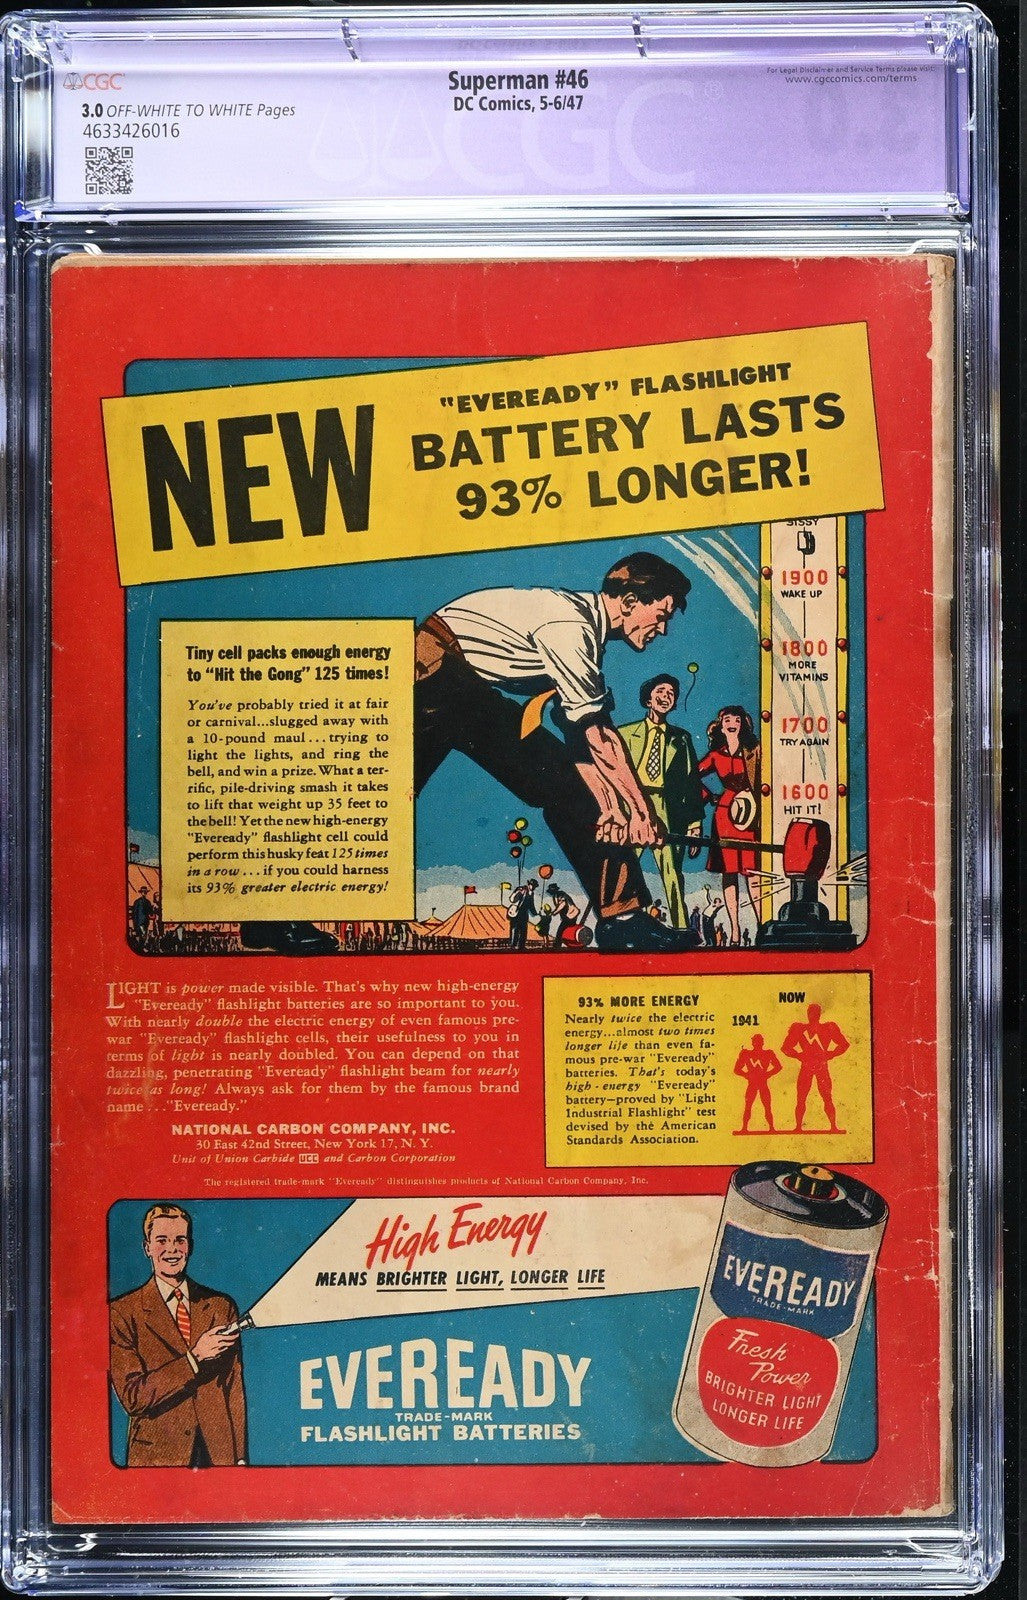 CGC
3.0 OFF-WHITE TO WHITE Pages
4633426016
Superman #46
DC Comics, 5-6/47
For Legal Disclaimer and Service Terms please visit:
www.cgccomics.com/terms
CGC
NEW
"EVEREADY" FLASHLIGHT
BATTERY LASTS
93% LONGER!
SISSY
1900
WAKE UP
1800
MORE
VITAMINS
1700
TRY AGAIN
1600
HIT IT!
Tiny cell packs enough energy
to "Hit the Gong" 125 times!
You've probably tried it at fair
or carnival...slugged away with
a 10-pound maul... trying to
light the lights, and ring the
bell, and win a prize. What a ter-
rific, pile-driving smash it takes
to lift that weight up 35 feet to
the bell! Yet the new high-energy
"Eveready" flashlight cell could
perform this husky feat 125 times
in a row... if you could harness
its 93% greater electric energy!
LIGHT is power made visible. That's why new high-energy
"Eveready" flashlight batteries are so important to you.
With nearly double the electric energy of even famous pre-
war "Eveready" flashlight cells, their usefulness to you in
terms of light is nearly doubled. You can depend on that
dazzling, penetrating "Eveready" flashlight beam for nearly
twice as long! Always ask for them by the famous brand
name..."Eveready."
NATIONAL CARBON COMPANY, INC.
30 East 42nd Street, New York 17, N. Y.
Unit of Union Carbide UCC and Carbon Corporation
The registered trade-mark "Eveready" distinguishes products of National Carbon Company, Inc.
93% MORE ENERGY
Nearly twice the electric
energy...almost two times
longer life than even fa-
mous pre-war "Eveready"
batteries. That's today's
high-energy "Eveready"
battery—proved by "Light
Industrial Flashlight" test
devised by the American
Standards Association.
1941
NOW
High Energy
MEANS BRIGHTER LIGHT, LONGER LIFE
EVEREADY
TRADE-MARK
FLASHLIGHT BATTERIES
EVEREADY
TRADE-MARK
Fresh
Power
BRIGHTER LIGHT
LONGER LIFE